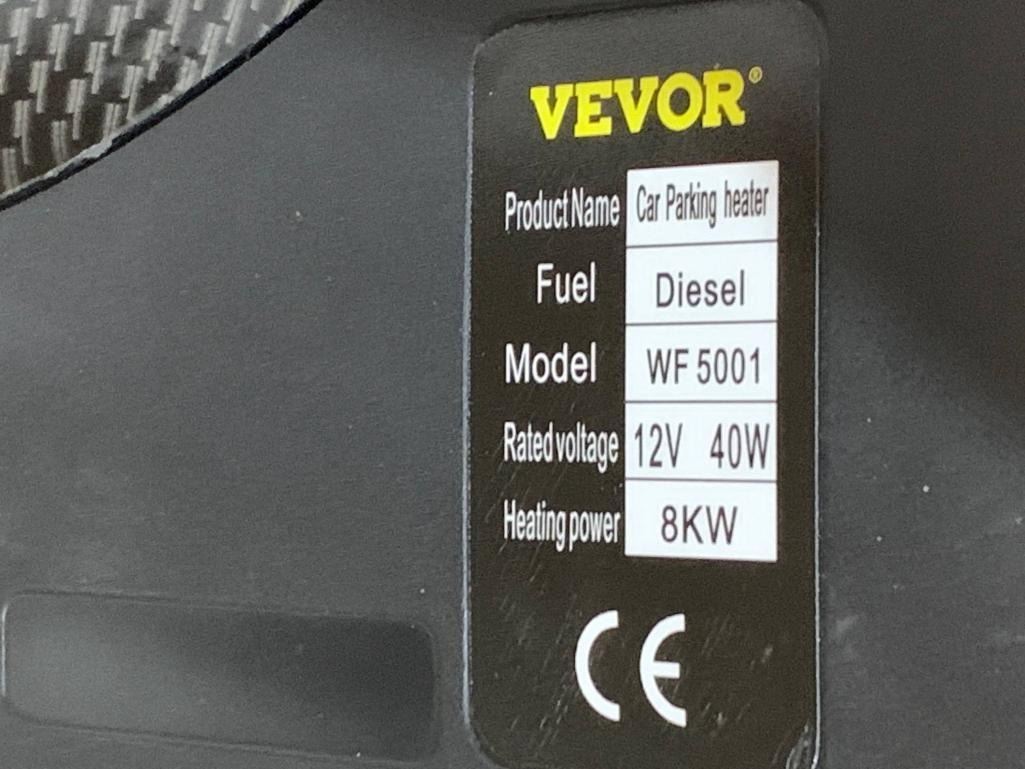 VEVOR®
Product Name Car Parking heater
Fuel Diesel
Model WF 5001
Rated voltage 12V 40W
Heating power 8KW
CE